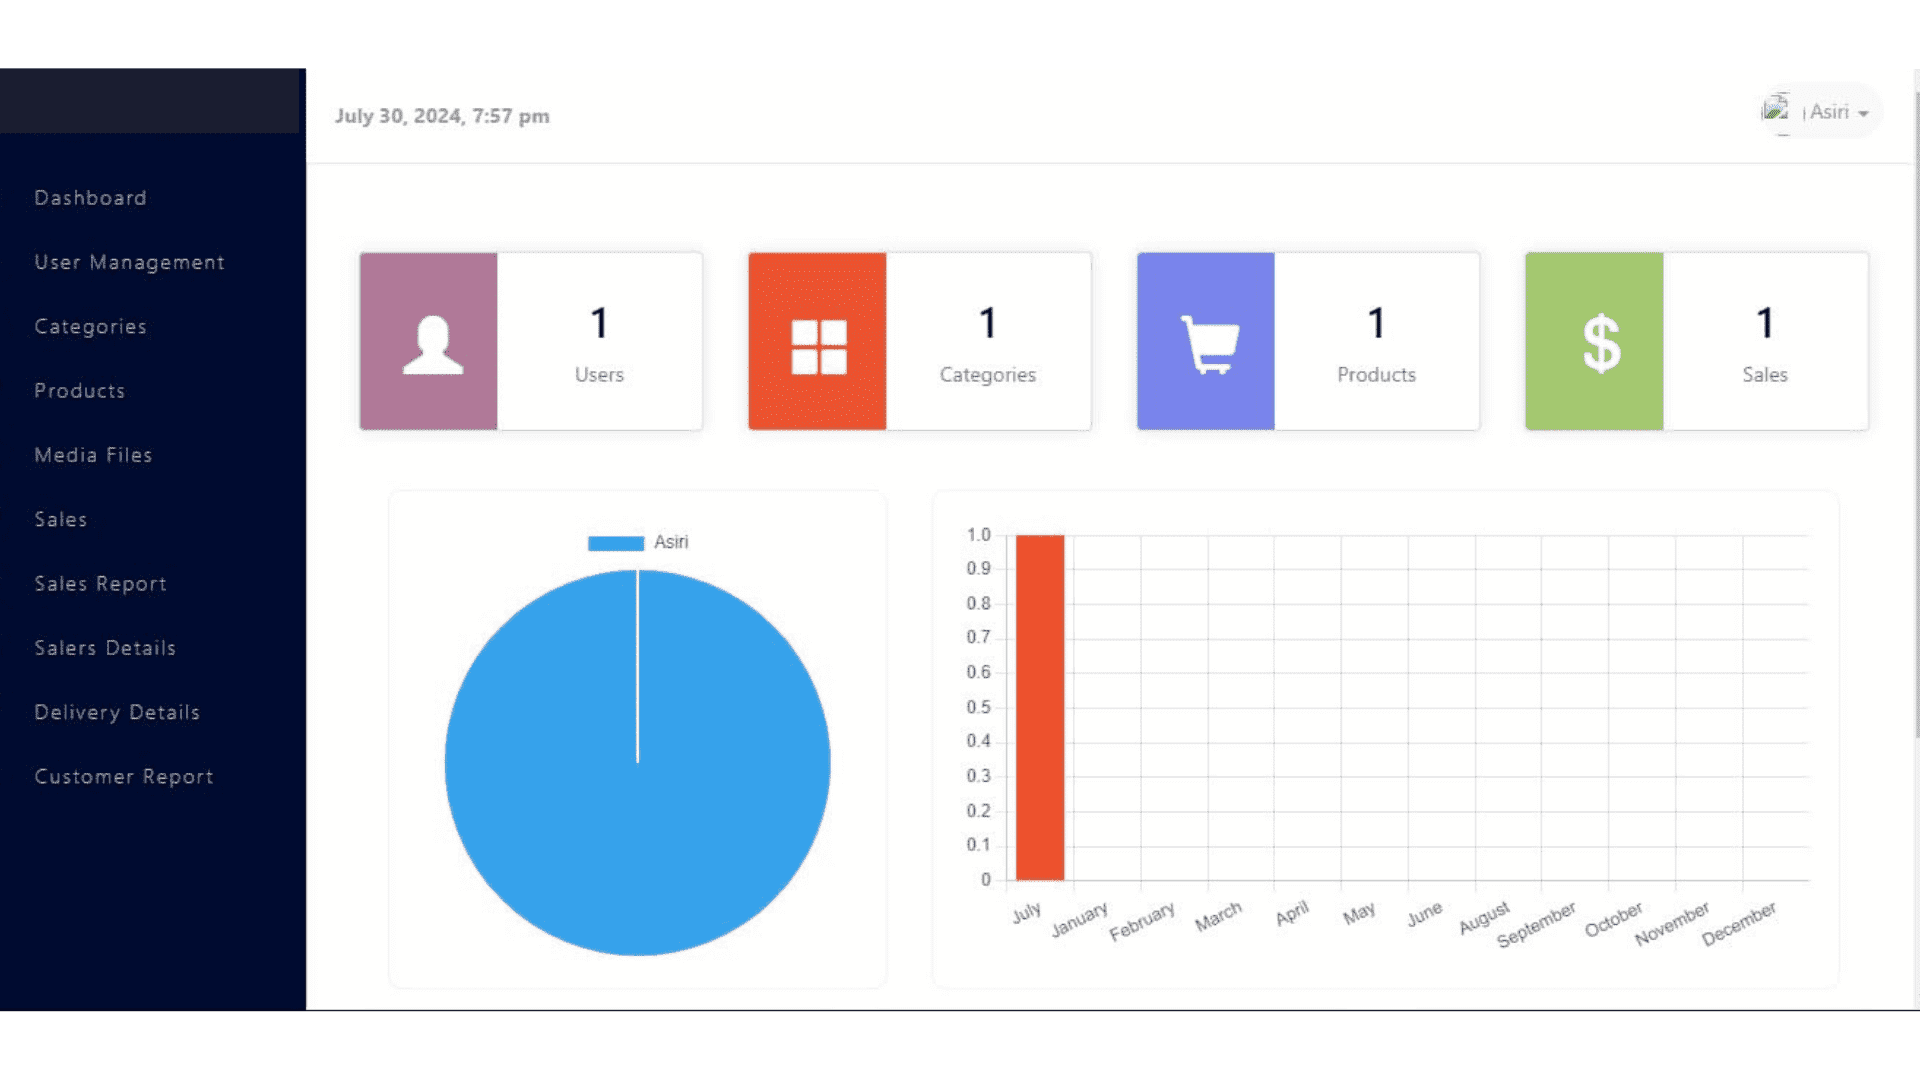 July 30, 2024, 7:57 pm
Asiri
Dashboard
User Management
Categories
Products
Media Files
Sales
Sales Report
Salers Details
Delivery Details
Customer Report
1
Users
1
Categories
1
Products
$
1
Sales
Asiri
1.0
0.9
0.8
0.7
0.6
0.5
0.4
0.3
0.2
0.1
0
July
January
February
March
April
May
June
August
September
October
November
December